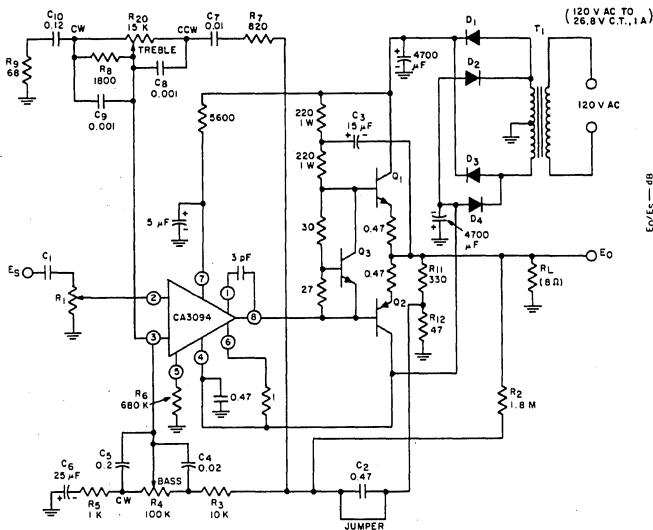 C10
0.12
CW
R20
15 K
CCW
C7
0.01
R7
820
TREBLE
R9
68
R8
1800
C8
0.001
C9
0.001
5600
4700
µF
D1
D2
D3
D4
T1
(120 V AC TO
26.8 V C.T., 1A)
120 V AC
220
1 W
C3
15 µF
220
1 W
Q1
0.47
30
Q3
27
0.47
Q2
4700
µF
5 µF
3 pF
ES
C1
R1
7
1
2
CA3094
8
3
5
4
6
R6
680 K
0.47
1
R11
330
R12
47
RL
(8Ω)
EO
EO/ES — dB
R2
1.8 M
C6
25 µF
C5
0.2
C4
0.02
BASS
R5
1 K
CW
R4
100 K
R3
10 K
C2
0.47
JUMPER